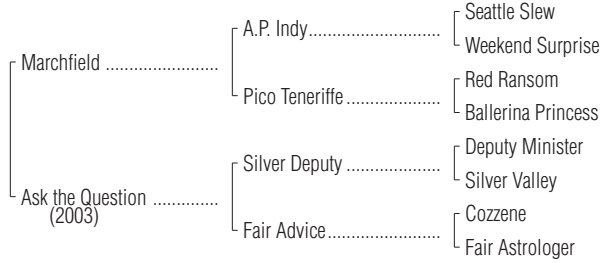 Seattle Slew
A.P. Indy..............................
Weekend Surprise
Marchfield .........................
Red Ransom
Pico Teneriffe.....................
Ballerina Princess
Deputy Minister
Silver Deputy .....................
Silver Valley
Ask the Question ..............
(2003)
Cozzene
Fair Advice.........................
Fair Astrologer